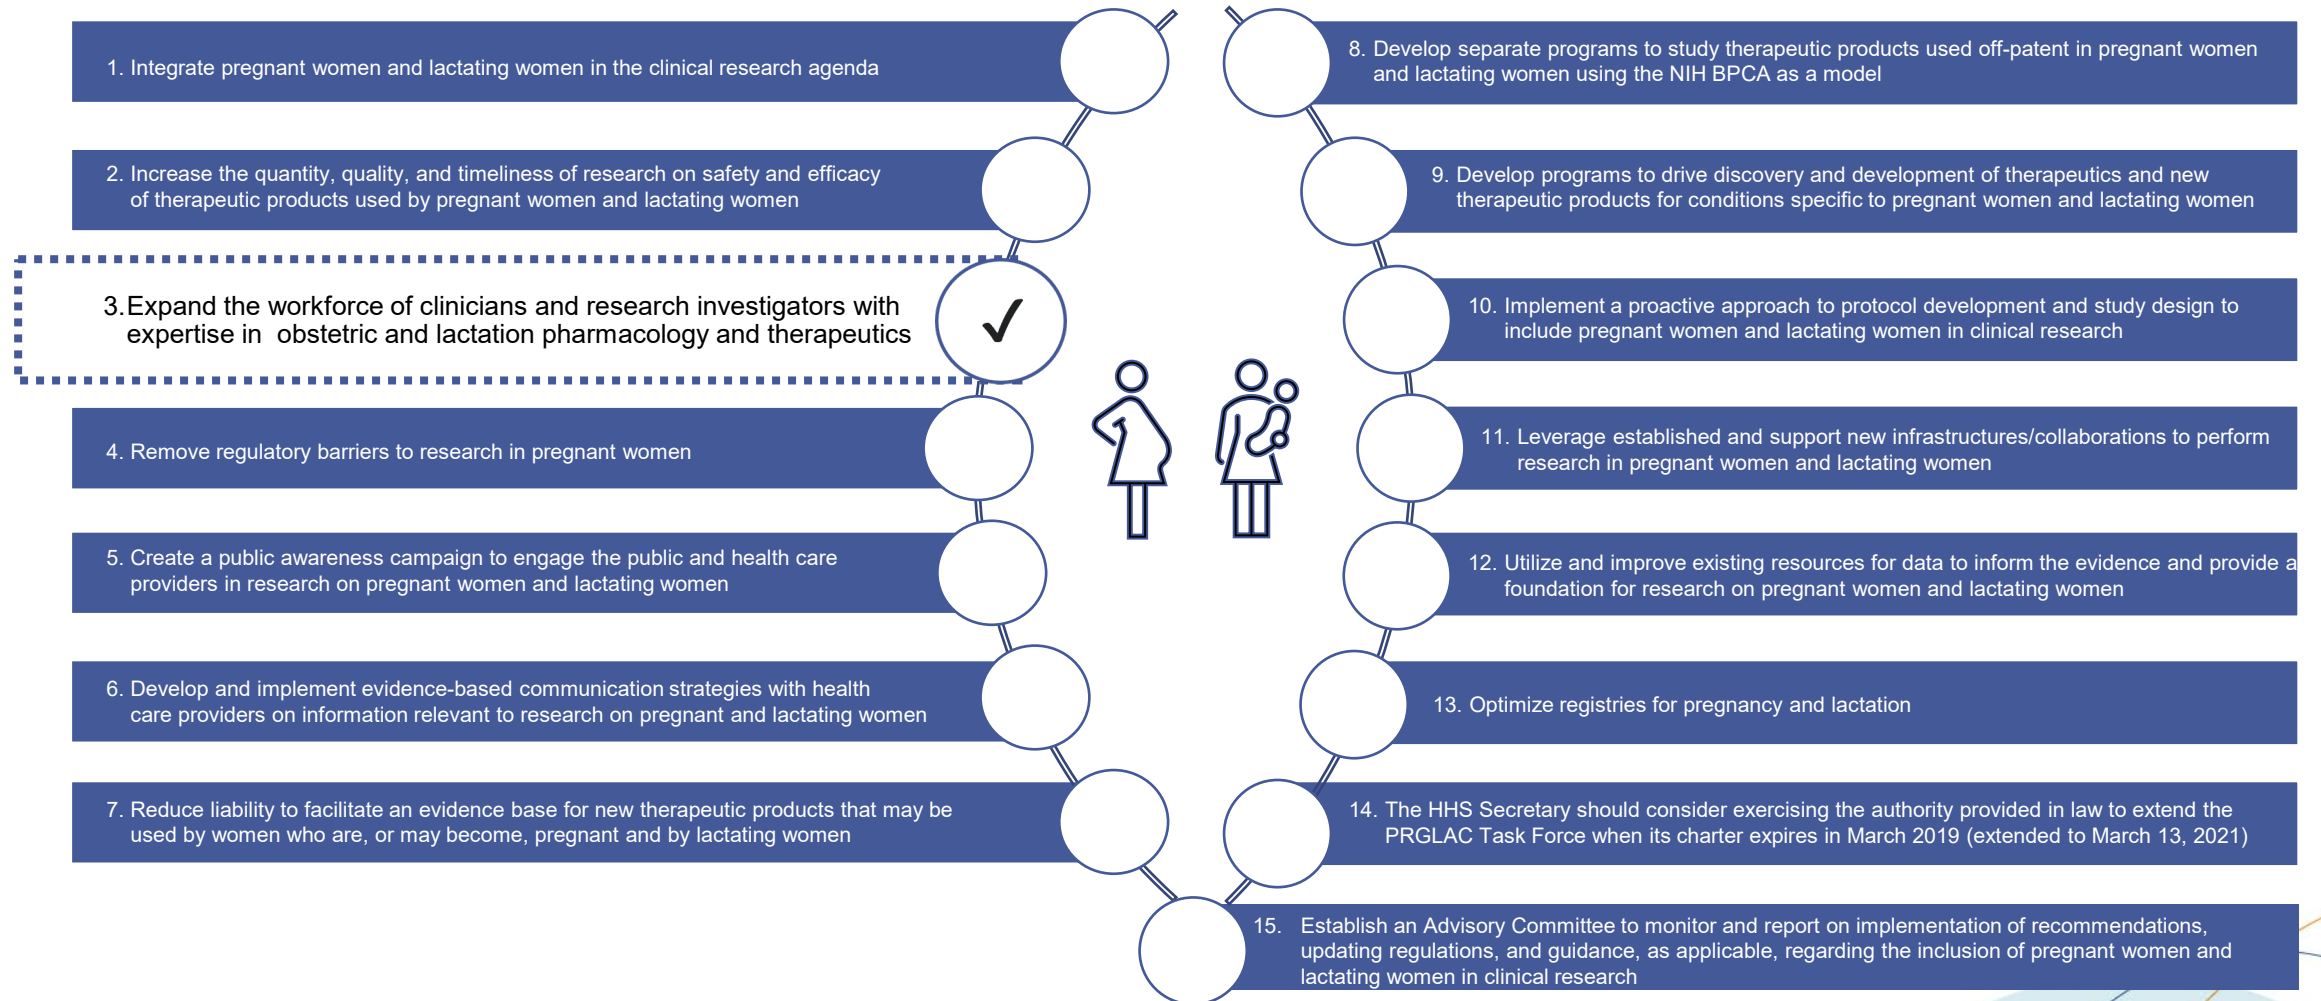 1. Integrate pregnant women and lactating women in the clinical research agenda
2. Increase the quantity, quality, and timeliness of research on safety and efficacy
of therapeutic products used by pregnant women and lactating women
3.Expand the workforce of clinicians and research investigators with
expertise in obstetric and lactation pharmacology and therapeutics
4. Remove regulatory barriers to research in pregnant women
5. Create a public awareness campaign to engage the public and health care
providers in research on pregnant women and lactating women
6. Develop and implement evidence-based communication strategies with health
care providers on information relevant to research on pregnant and lactating women
7. Reduce liability to facilitate an evidence base for new therapeutic products that may be
used by women who are, or may become, pregnant and by lactating women
8. Develop separate programs to study therapeutic products used off-patent in pregnant women
and lactating women using the NIH BPCA as a model
9. Develop programs to drive discovery and development of therapeutics and new
therapeutic products for conditions specific to pregnant women and lactating women
10. Implement a proactive approach to protocol development and study design to
include pregnant women and lactating women in clinical research
11. Leverage established and support new infrastructures/collaborations to perform
research in pregnant women and lactating women
12. Utilize and improve existing resources for data to inform the evidence and provide a
foundation for research on pregnant women and lactating women
13. Optimize registries for pregnancy and lactation
14. The HHS Secretary should consider exercising the authority provided in law to extend the
PRGLAC Task Force when its charter expires in March 2019 (extended to March 13, 2021)
15. Establish an Advisory Committee to monitor and report on implementation of recommendations,
updating regulations, and guidance, as applicable, regarding the inclusion of pregnant women and
lactating women in clinical research